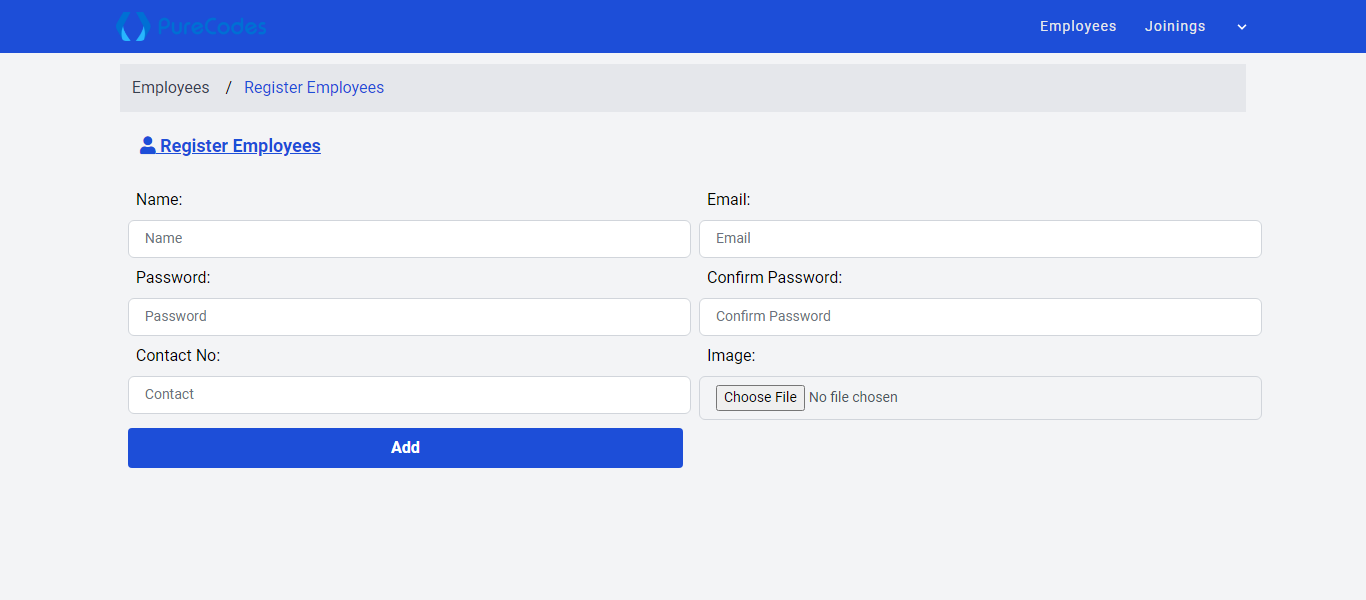 PureCodes
Employees Joinings
Employees / Register Employees
Register Employees
Name: Email:
Name Email
Password: Confirm Password:
Password Confirm Password
Contact No: Image:
Contact Choose File No file chosen
Add